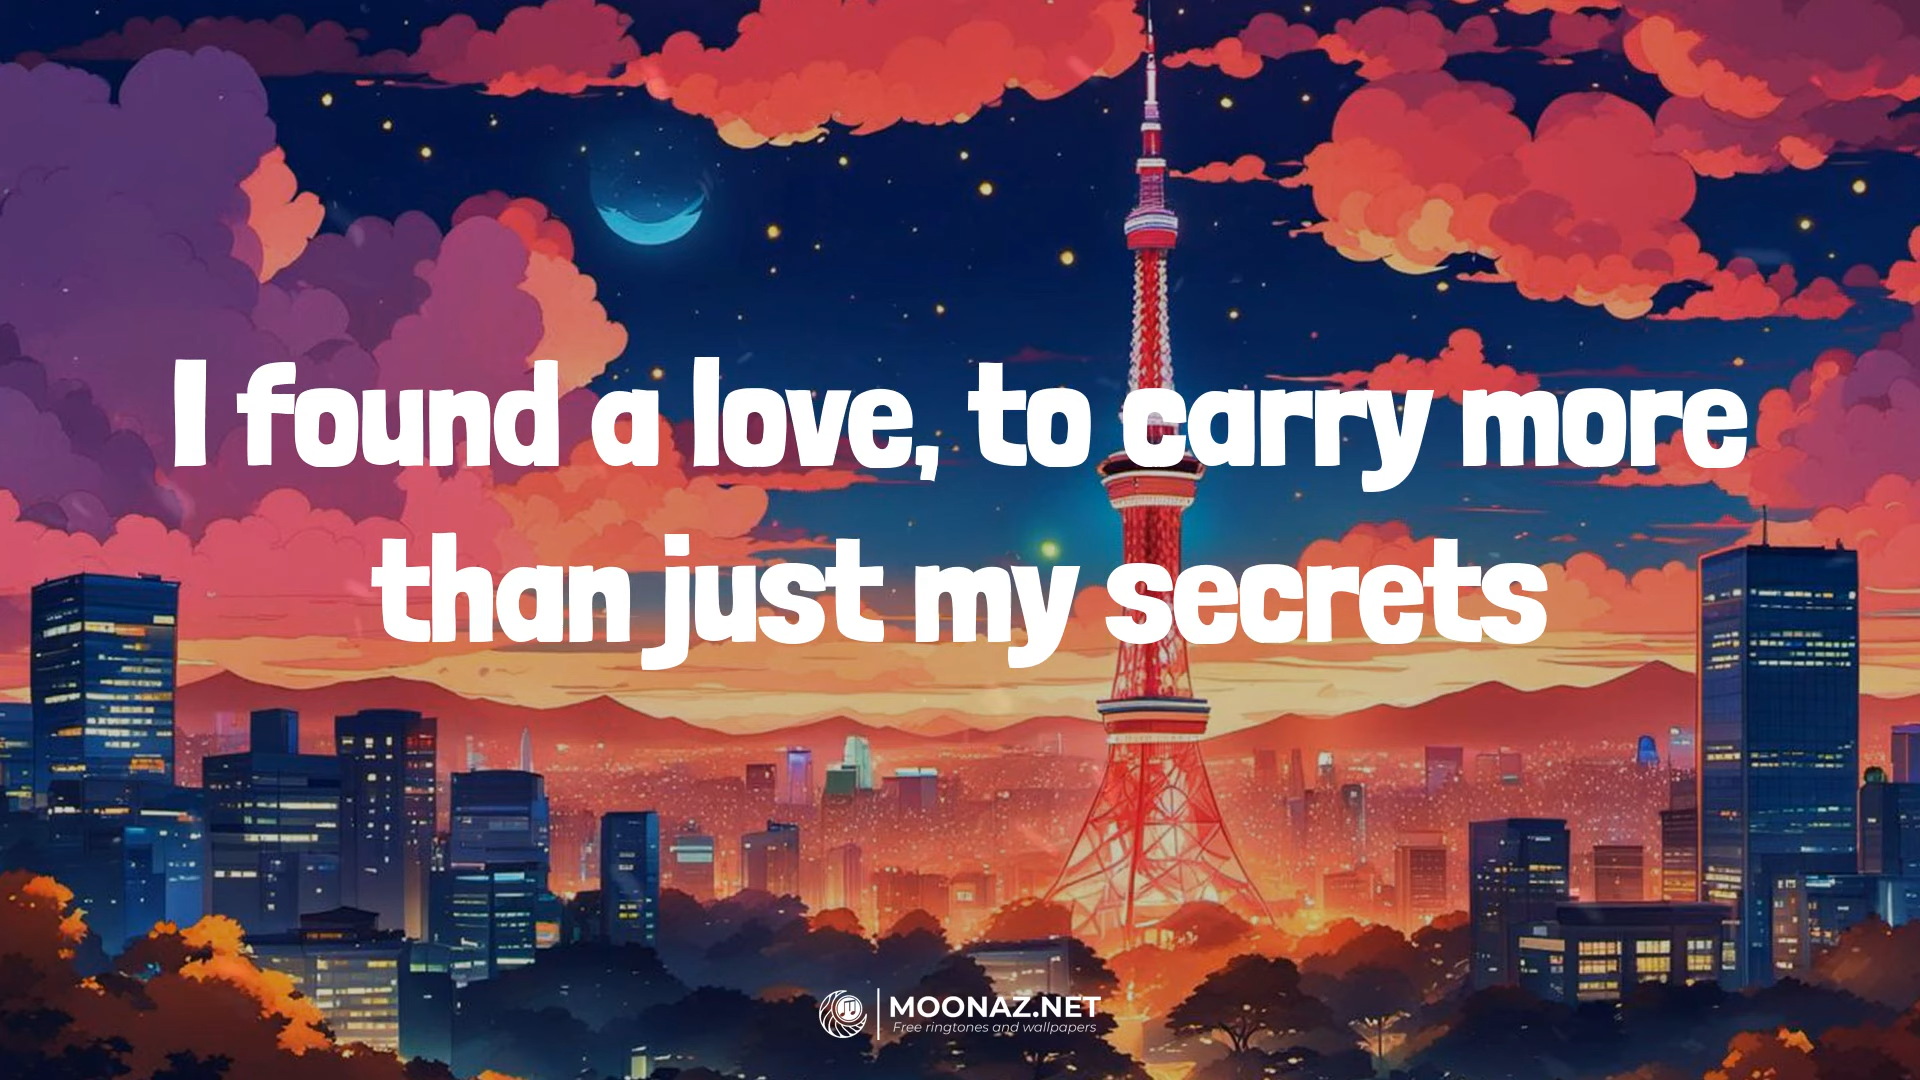 I found a love, to carry more
than just my secrets
MOONAZ.NET
Free ringtones and wallpapers